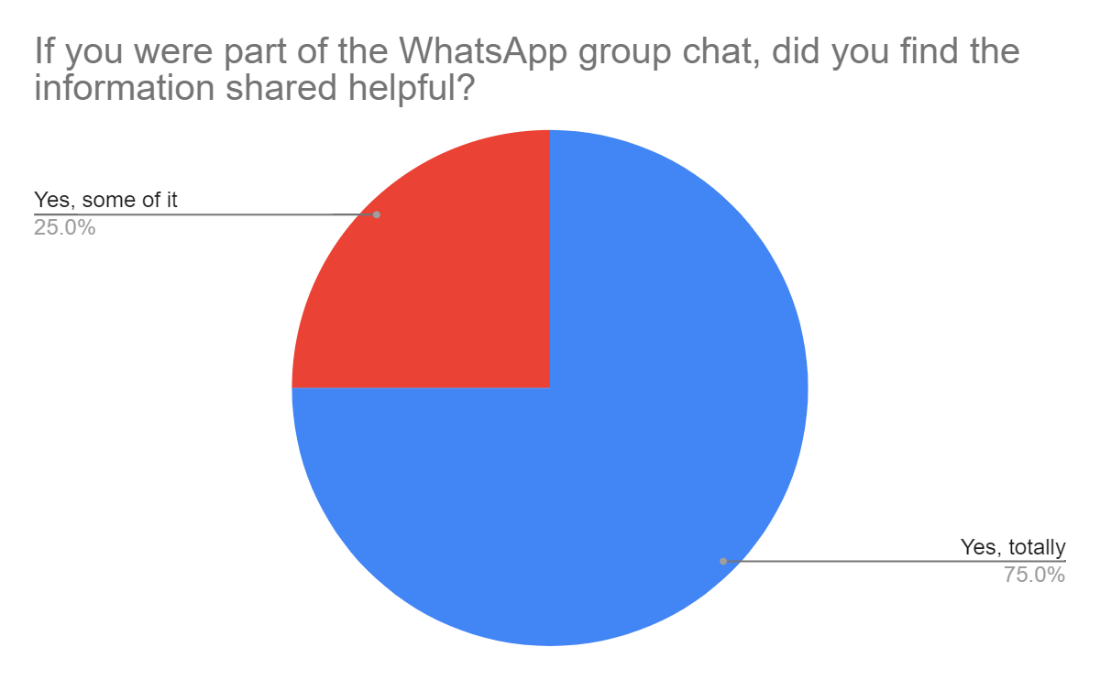 If you were part of the WhatsApp group chat, did you find the
information shared helpful?
Yes, some of it
25.0%
Yes, totally
75.0%